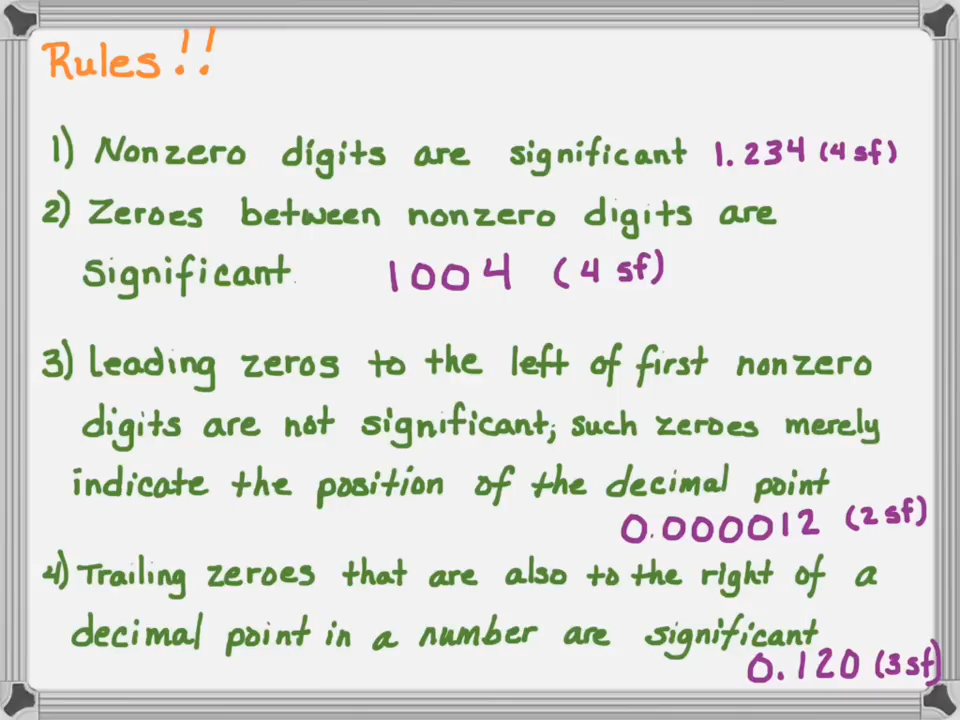 Rules!!
1) Nonzero digits are significant 1.234 (4 sf)
2) Zeroes between nonzero digits are
significant 1004 (4 sf)
3) Leading zeros to the left of first nonzero
digits are not significant; such zeroes merely
indicate the position of the decimal point
0.000012 (2 sf)
4) Trailing zeroes that are also to the right of a
decimal point in a number are significant
0.120 (3 sf)